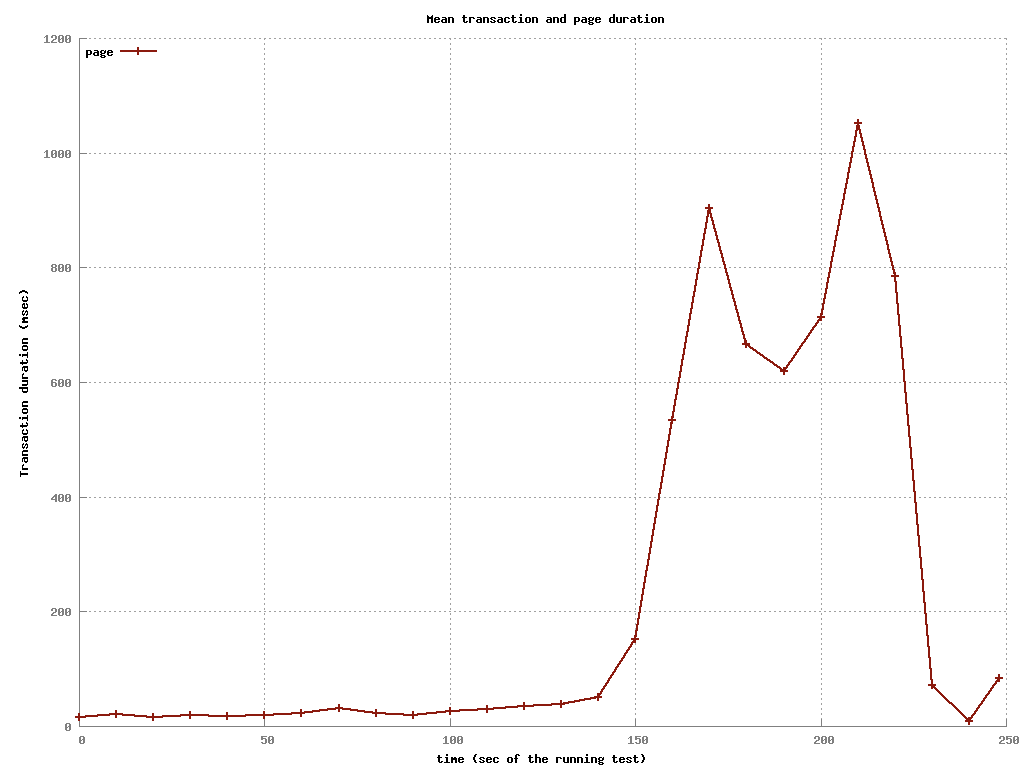 Mean transaction and page duration
1200
page
1000
800
600
400
200
0
Transaction duration (msec)
0 50 100 150 200 250
time (sec of the running test)